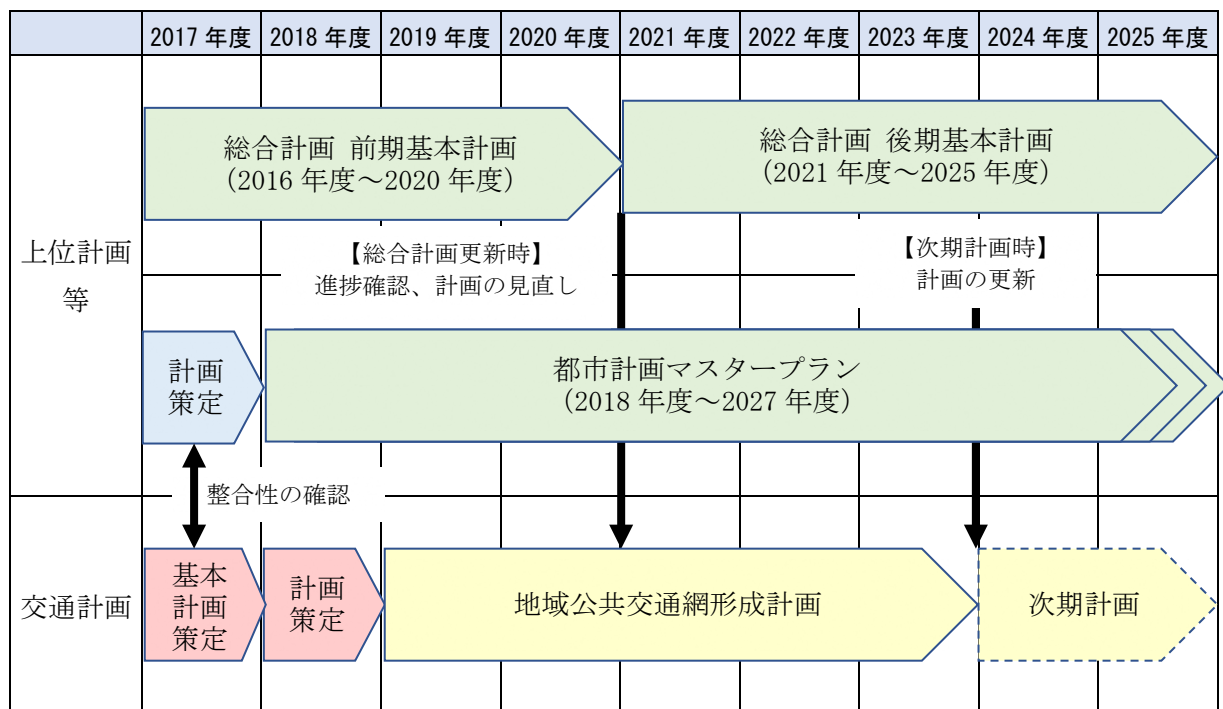 2017 年度 2018 年度 2019 年度 2020 年度 2021 年度 2022 年度 2023 年度 2024 年度 2025 年度
上位計画
等
総合計画 前期基本計画
（2016 年度～2020 年度）
総合計画 後期基本計画
（2021 年度～2025 年度）
【総合計画更新時】
進捗確認、計画の見直し
【次期計画時】
計画の更新
計画
策定
都市計画マスタープラン
（2018 年度～2027 年度）
整合性の確認
交通計画
基本
計画
策定
計画
策定
地域公共交通網形成計画
次期計画